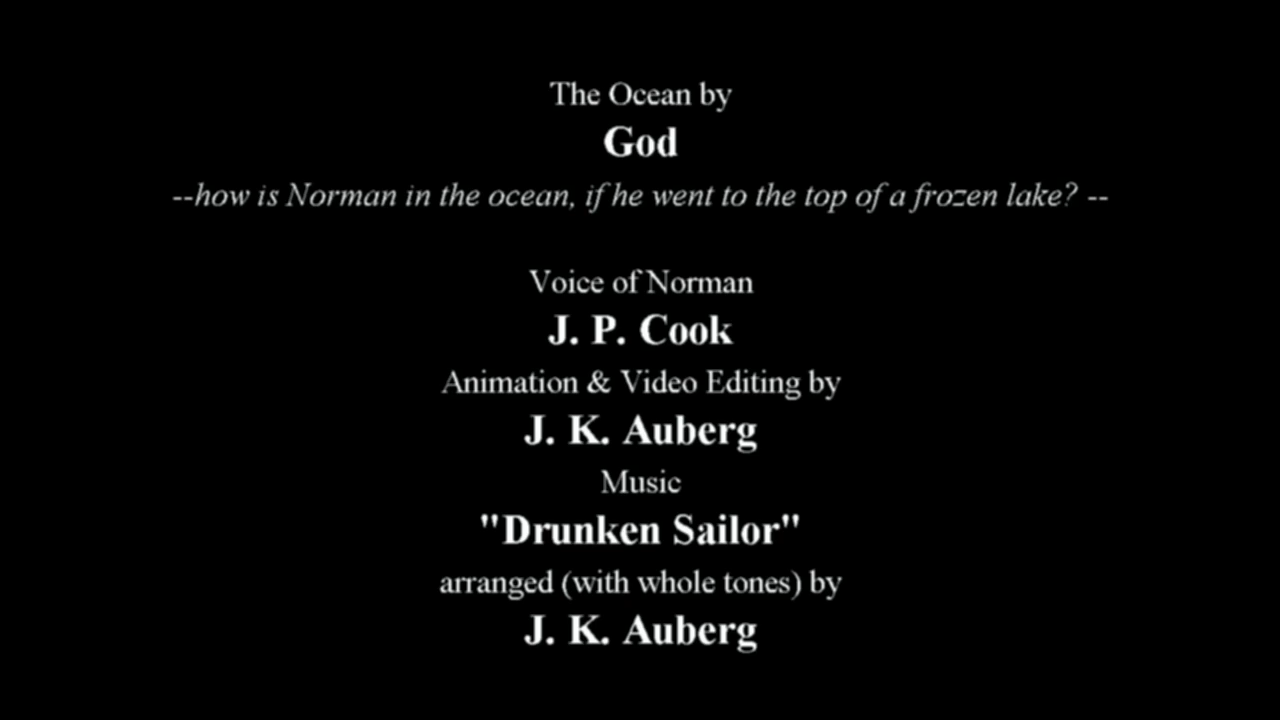 The Ocean by
God
--how is Norman in the ocean, if he went to the top of a frozen lake? --
Voice of Norman
J. P. Cook
Animation & Video Editing by
J. K. Auberg
Music
"Drunken Sailor"
arranged (with whole tones) by
J. K. Auberg